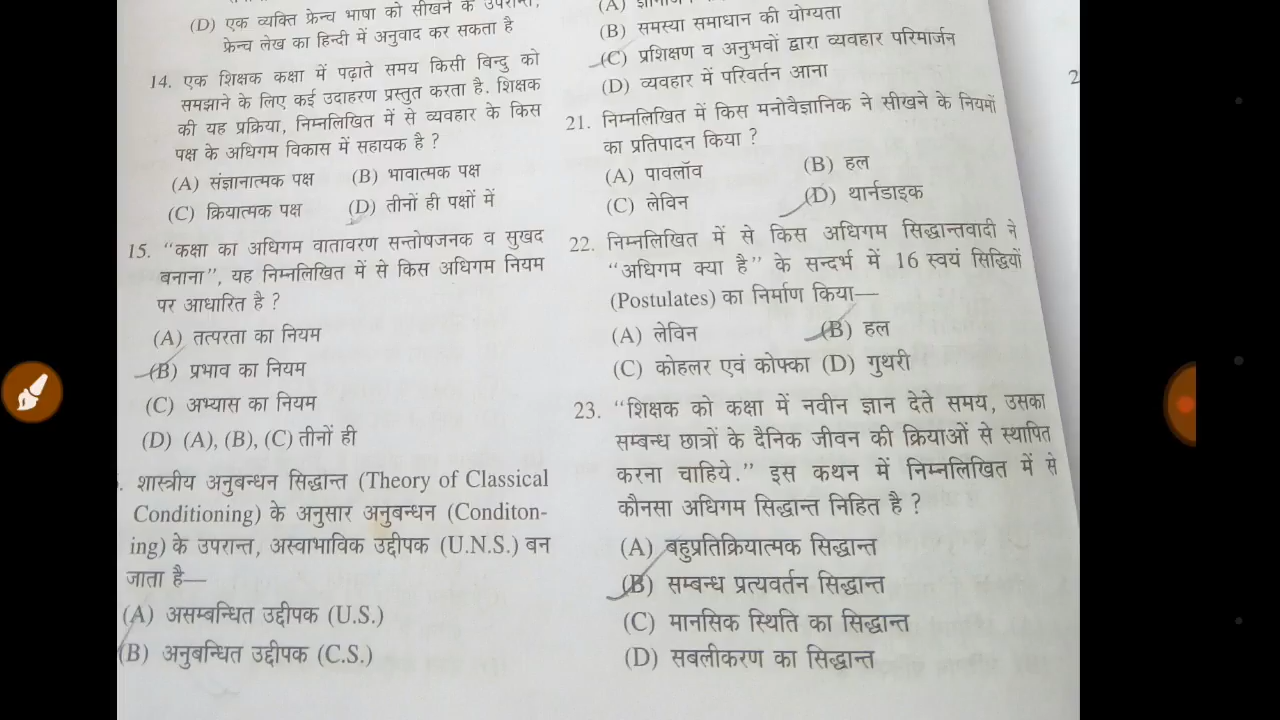 (D) एक व्यक्ति फ्रेन्च भाषा को सीखने के उपरान्त,
फ्रेन्च लेख का हिन्दी में अनुवाद कर सकता है
14. एक शिक्षक कक्षा में पढ़ाते समय किसी विन्दु को
समझाने के लिए कई उदाहरण प्रस्तुत करता है. शिक्षक
की यह प्रक्रिया, निम्नलिखित में से व्यवहार के किस
पक्ष के अधिगम विकास में सहायक है ?
(A) संज्ञानात्मक पक्ष (B) भावात्मक पक्ष
(C) क्रियात्मक पक्ष (D) तीनों ही पक्षों में
15. “कक्षा का अधिगम वातावरण सन्तोषजनक व सुखद
बनाना”, यह निम्नलिखित में से किस अधिगम नियम
पर आधारित है ?
(A) तत्परता का नियम
(B) प्रभाव का नियम
(C) अभ्यास का नियम
(D) (A), (B), (C) तीनों ही
. शास्त्रीय अनुबन्धन सिद्धान्त (Theory of Classical
Conditioning) के अनुसार अनुबन्धन (Conditon-
ing) के उपरान्त, अस्वाभाविक उद्दीपक (U.N.S.) बन
जाता है—
(A) असम्बन्धित उद्दीपक (U.S.)
(B) अनुबन्धित उद्दीपक (C.S.)
(A)
(B) समस्या समाधान की योग्यता
(C) प्रशिक्षण व अनुभवों द्वारा व्यवहार परिमार्जन
(D) व्यवहार में परिवर्तन आना
21. निम्नलिखित में किस मनोवैज्ञानिक ने सीखने के नियमों
का प्रतिपादन किया ?
(A) पावलॉव (B) हल
(C) लेविन (D) थार्नडाइक
22. निम्नलिखित में से किस अधिगम सिद्धान्तवादी ने
“अधिगम क्या है” के सन्दर्भ में 16 स्वयं सिद्धियों
(Postulates) का निर्माण किया—
(A) लेविन (B) हल
(C) कोहलर एवं कोफ्का (D) गुथरी
23. “शिक्षक को कक्षा में नवीन ज्ञान देते समय, उसका
सम्बन्ध छात्रों के दैनिक जीवन की क्रियाओं से स्थापित
करना चाहिये.” इस कथन में निम्नलिखित में से
कौनसा अधिगम सिद्धान्त निहित है ?
(A) बहुप्रतिक्रियात्मक सिद्धान्त
(B) सम्बन्ध प्रत्यवर्तन सिद्धान्त
(C) मानसिक स्थिति का सिद्धान्त
(D) सबलीकरण का सिद्धान्त
2